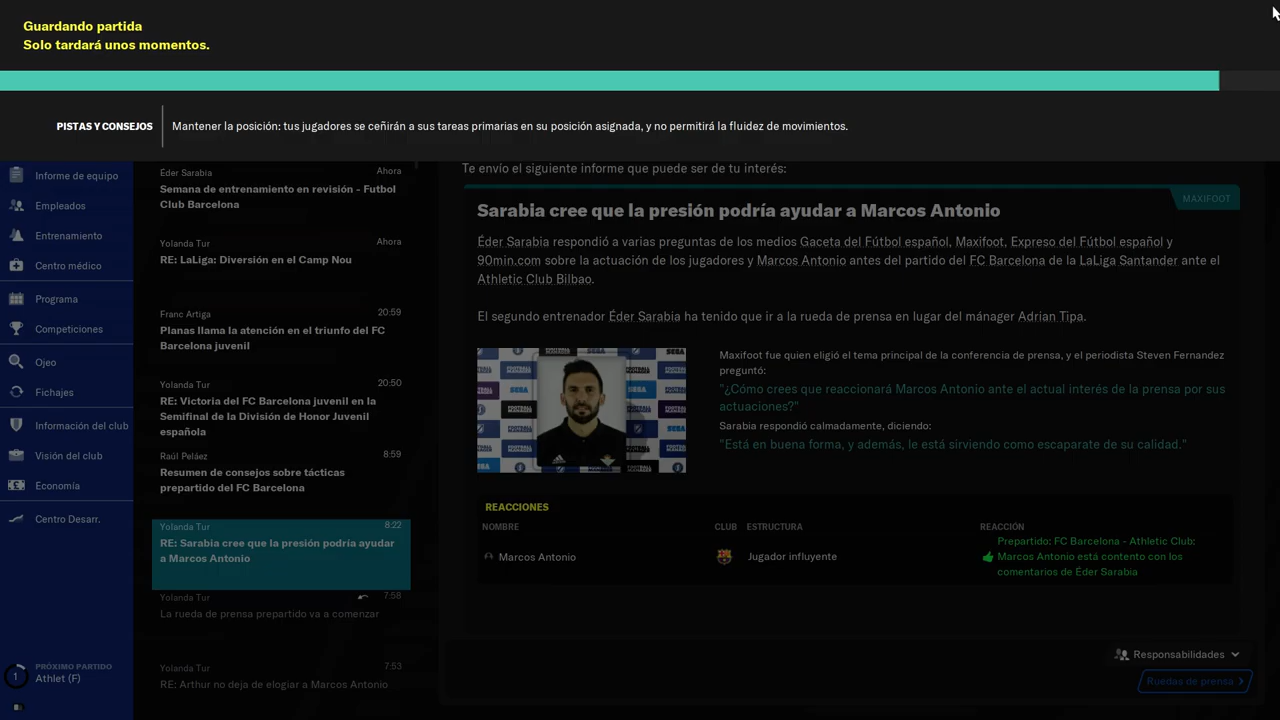 Guardando partida
Solo tardará unos momentos.
PISTAS Y CONSEJOS
Mantener la posición: tus jugadores se ceñirán a sus tareas primarias en su posición asignada, y no permitirá la fluidez de movimientos.
Informe de equipo
Empleados
Entrenamiento
Centro médico
Programa
Competiciones
Ojeo
Fichajes
Información del club
Visión del club
Economía
Centro Desarr.
PRÓXIMO PARTIDO
1
Athlet (F)
Éder Sarabia
Ahora
Semana de entrenamiento en revisión - Futbol
Club Barcelona
Yolanda Tur
Ahora
RE: LaLiga: Diversión en el Camp Nou
Franc Artiga
20:59
Planas llama la atención en el triunfo del FC
Barcelona juvenil
Yolanda Tur
20:50
RE: Victoria del FC Barcelona juvenil en la
Semifinal de la División de Honor Juvenil
española
Raúl Peláez
8:59
Resumen de consejos sobre tácticas
prepartido del FC Barcelona
Yolanda Tur
8:22
RE: Sarabia cree que la presión podría ayudar
a Marcos Antonio
Yolanda Tur
7:58
La rueda de prensa prepartido va a comenzar
Yolanda Tur
7:53
RE: Arthur no deja de elogiar a Marcos Antonio
Te envío el siguiente informe que puede ser de tu interés:
MAXIFOOT
Sarabia cree que la presión podría ayudar a Marcos Antonio
Éder Sarabia respondió a varias preguntas de los medios Gaceta del Fútbol español, Maxifoot, Expreso del Fútbol español y
90min.com sobre la actuación de los jugadores y Marcos Antonio antes del partido del FC Barcelona de la LaLiga Santander ante el
Athletic Club Bilbao.
El segundo entrenador Éder Sarabia ha tenido que ir a la rueda de prensa en lugar del mánager Adrian Tipa.
Maxifoot fue quien eligió el tema principal de la conferencia de prensa, y el periodista Steven Fernandez
preguntó:
"¿Cómo crees que reaccionará Marcos Antonio ante el actual interés de la prensa por sus
actuaciones?"
Sarabia respondió calmadamente, diciendo:
"Está en buena forma, y además, le está sirviendo como escaparate de su calidad."
REACCIONES
NOMBRE
CLUB
ESTRUCTURA
REACCIÓN
Marcos Antonio
Jugador influyente
Prepartido: FC Barcelona - Athletic Club:
Marcos Antonio está contento con los
comentarios de Éder Sarabia
Responsabilidades
Ruedas de prensa